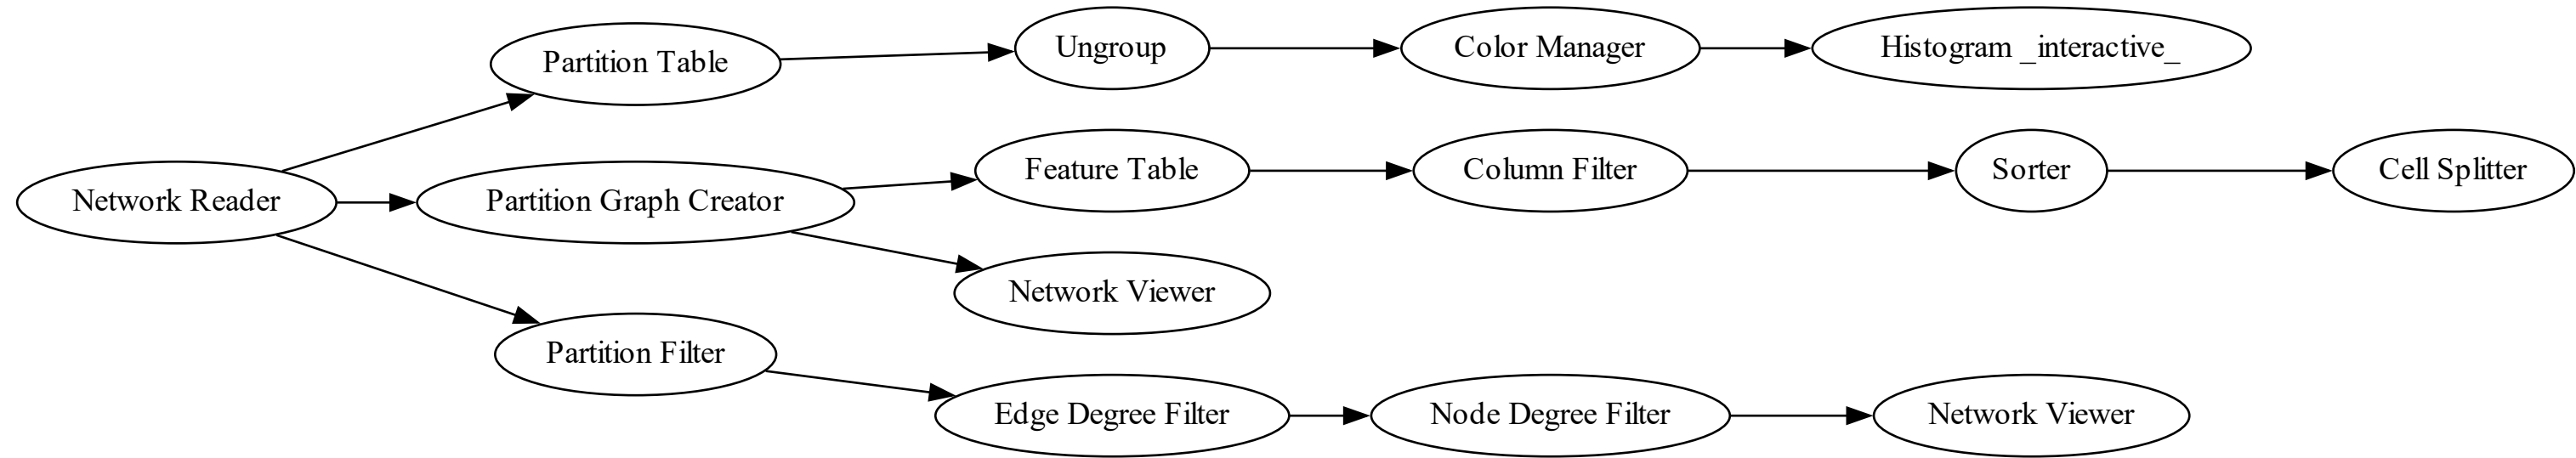 Network Reader
Partition Table
Ungroup
Color Manager
Histogram _interactive_
Partition Graph Creator
Feature Table
Column Filter
Sorter
Cell Splitter
Network Viewer
Partition Filter
Edge Degree Filter
Node Degree Filter
Network Viewer